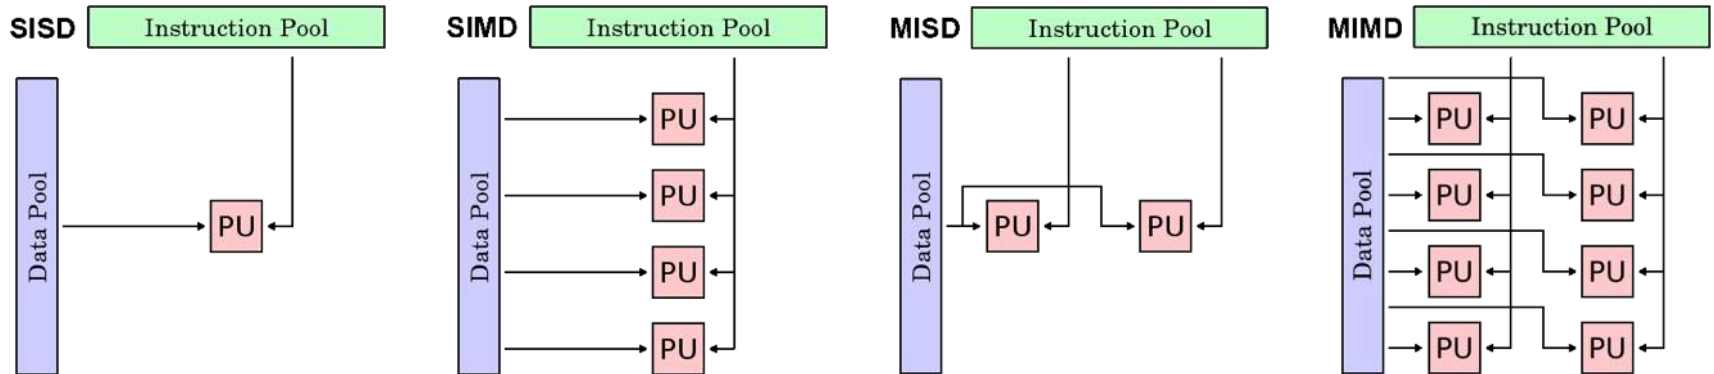 SISD Instruction Pool
Data Pool
PU
SIMD Instruction Pool
Data Pool
PU
PU
PU
PU
MISD Instruction Pool
Data Pool
PU PU
MIMD Instruction Pool
Data Pool
PU PU
PU PU
PU PU
PU PU